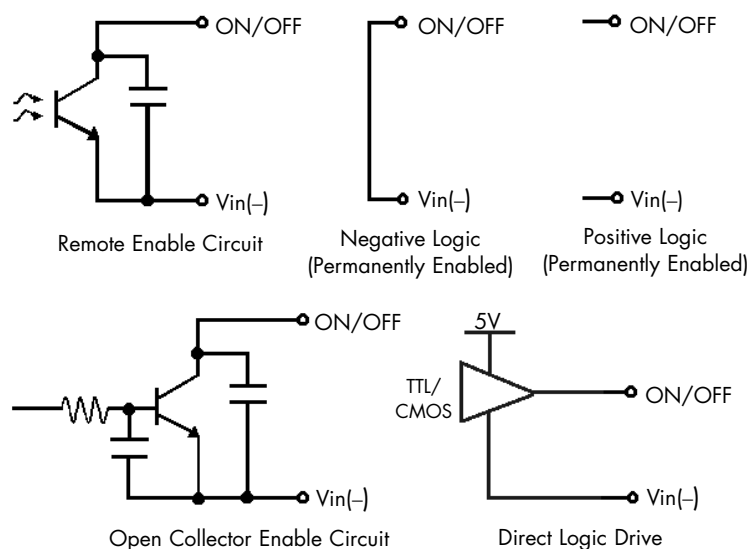 ON/OFF
Vin(–)
Remote Enable Circuit
ON/OFF
Vin(–)
Negative Logic
(Permanently Enabled)
ON/OFF
Vin(–)
Positive Logic
(Permanently Enabled)
ON/OFF
Vin(–)
Open Collector Enable Circuit
5V
TTL/
CMOS
ON/OFF
Vin(–)
Direct Logic Drive